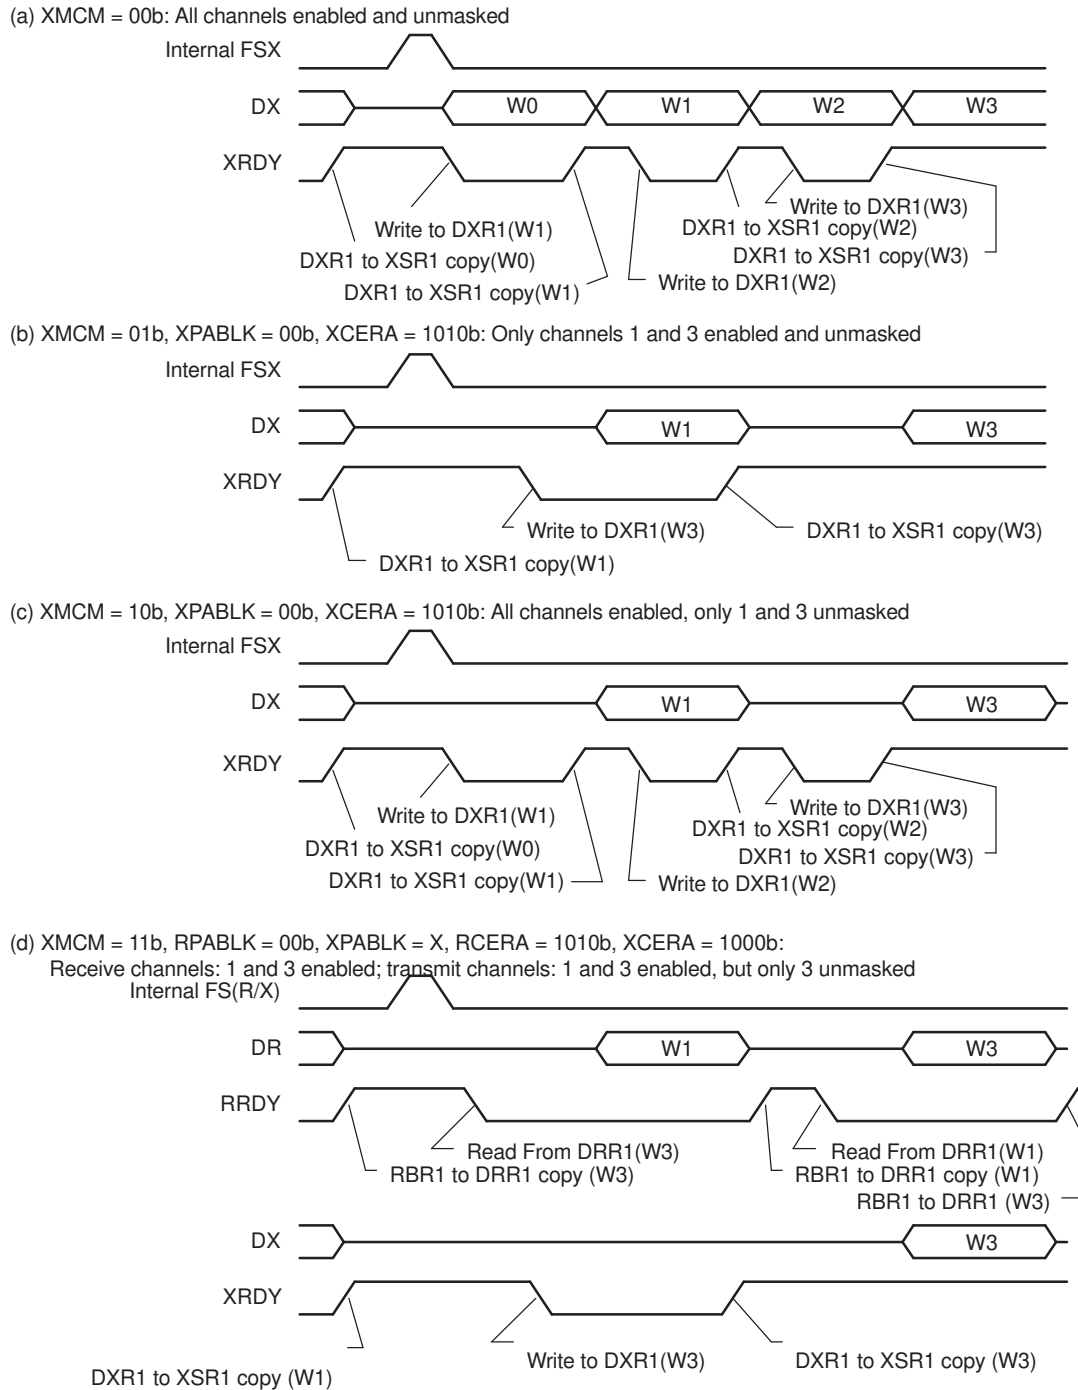 (a) XMCM = 00b: All channels enabled and unmasked
Internal FSX
DX
W0
W1
W2
W3
XRDY
Write to DXR1(W1)
DXR1 to XSR1 copy(W0)
DXR1 to XSR1 copy(W1)
Write to DXR1(W3)
DXR1 to XSR1 copy(W2)
DXR1 to XSR1 copy(W3)
Write to DXR1(W2)
(b) XMCM = 01b, XPABLK = 00b, XCERA = 1010b: Only channels 1 and 3 enabled and unmasked
Internal FSX
DX
W1
W3
XRDY
Write to DXR1(W3)
DXR1 to XSR1 copy(W3)
DXR1 to XSR1 copy(W1)
(c) XMCM = 10b, XPABLK = 00b, XCERA = 1010b: All channels enabled, only 1 and 3 unmasked
Internal FSX
DX
W1
W3
XRDY
Write to DXR1(W1)
DXR1 to XSR1 copy(W0)
DXR1 to XSR1 copy(W1)
Write to DXR1(W3)
DXR1 to XSR1 copy(W2)
DXR1 to XSR1 copy(W3)
Write to DXR1(W2)
(d) XMCM = 11b, RPABLK = 00b, XPABLK = X, RCERA = 1010b, XCERA = 1000b:
Receive channels: 1 and 3 enabled; transmit channels: 1 and 3 enabled, but only 3 unmasked
Internal FS(R/X)
DR
W1
W3
RRDY
Read From DRR1(W3)
RBR1 to DRR1 copy (W3)
Read From DRR1(W1)
RBR1 to DRR1 copy (W1)
RBR1 to DRR1 (W3)
DX
W3
XRDY
Write to DXR1(W3)
DXR1 to XSR1 copy (W3)
DXR1 to XSR1 copy (W1)